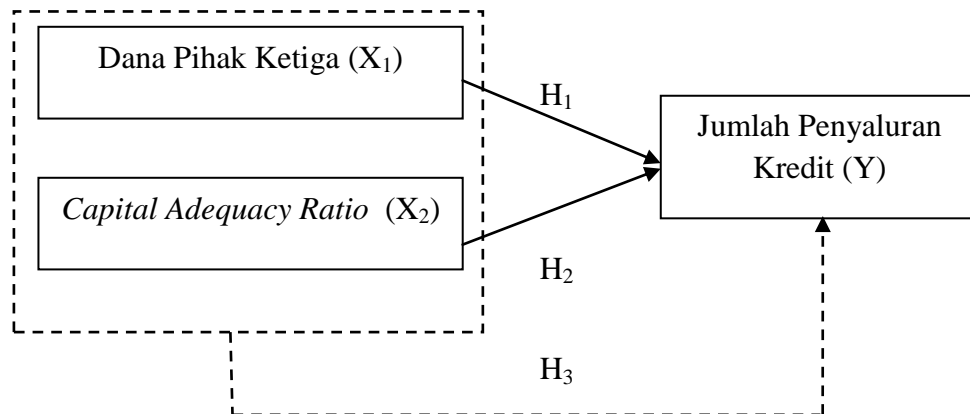 Dana Pihak Ketiga (X₁)
H₁
Jumlah Penyaluran
Kredit (Y)
Capital Adequacy Ratio (X₂)
H₂
H₃